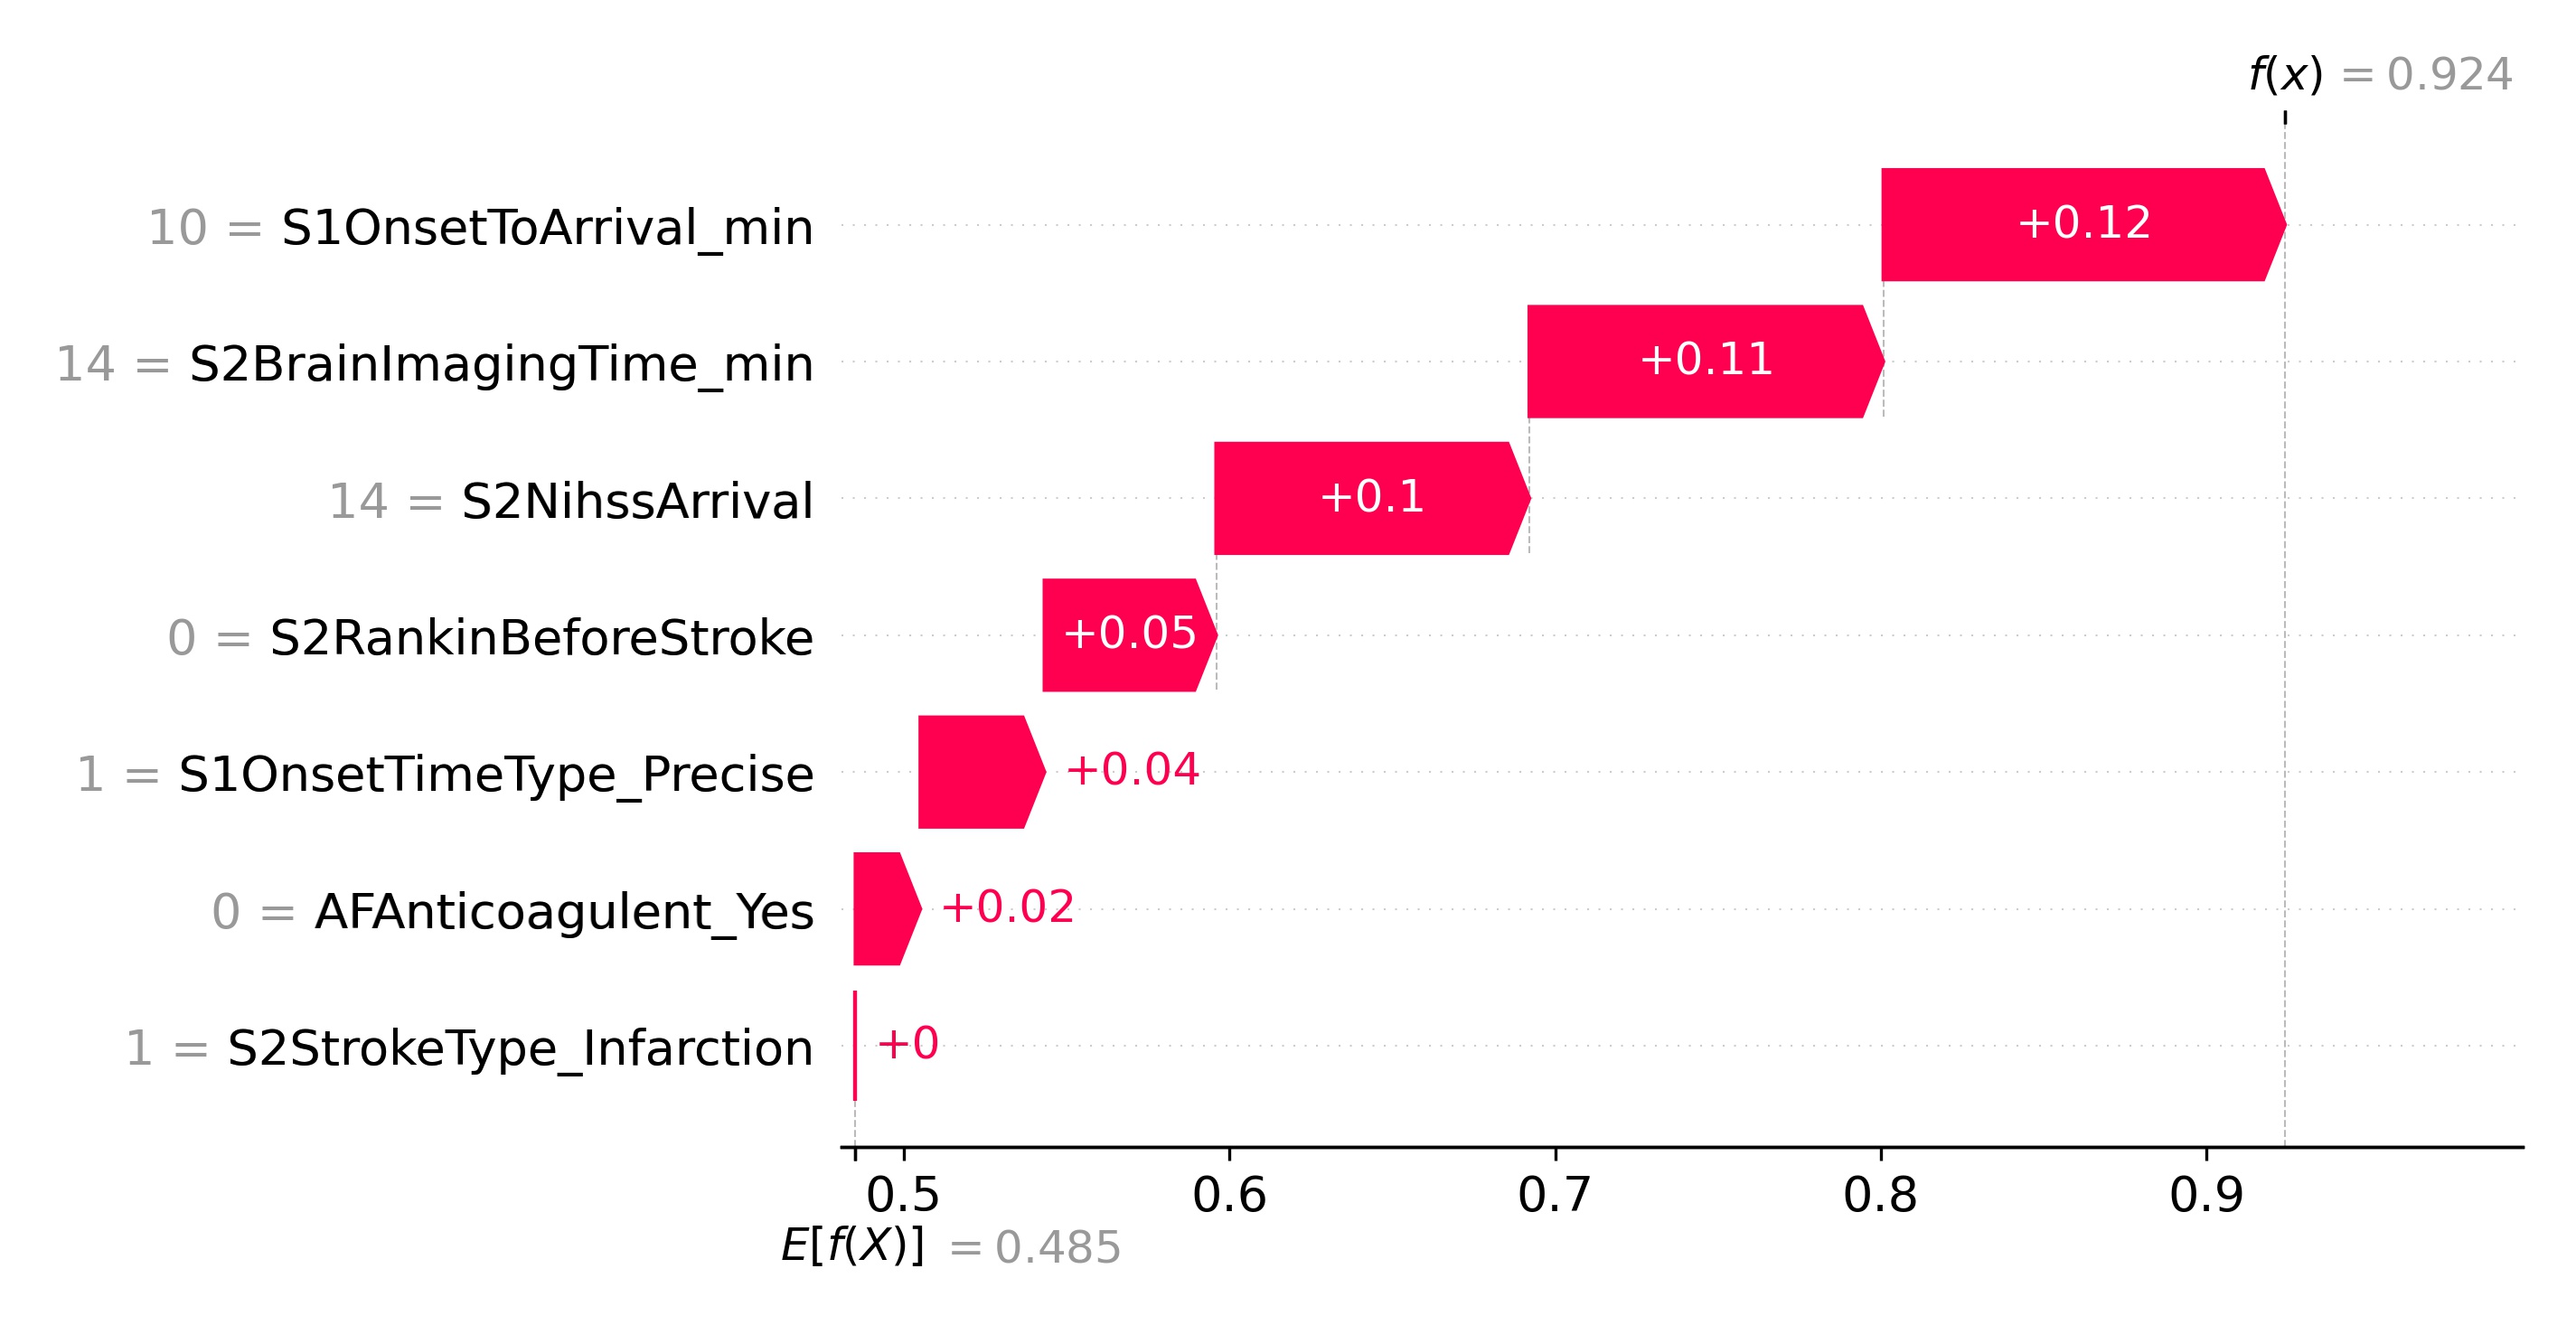 f(x) = 0.924
10 = S1OnsetToArrival_min
+0.12
14 = S2BrainImagingTime_min
+0.11
14 = S2NihssArrival
+0.1
0 = S2RankinBeforeStroke
+0.05
1 = S1OnsetTimeType_Precise
+0.04
0 = AFAnticoagulent_Yes
+0.02
1 = S2StrokeType_Infarction
+0
0.5 0.6 0.7 0.8 0.9
E[f(X)] = 0.485